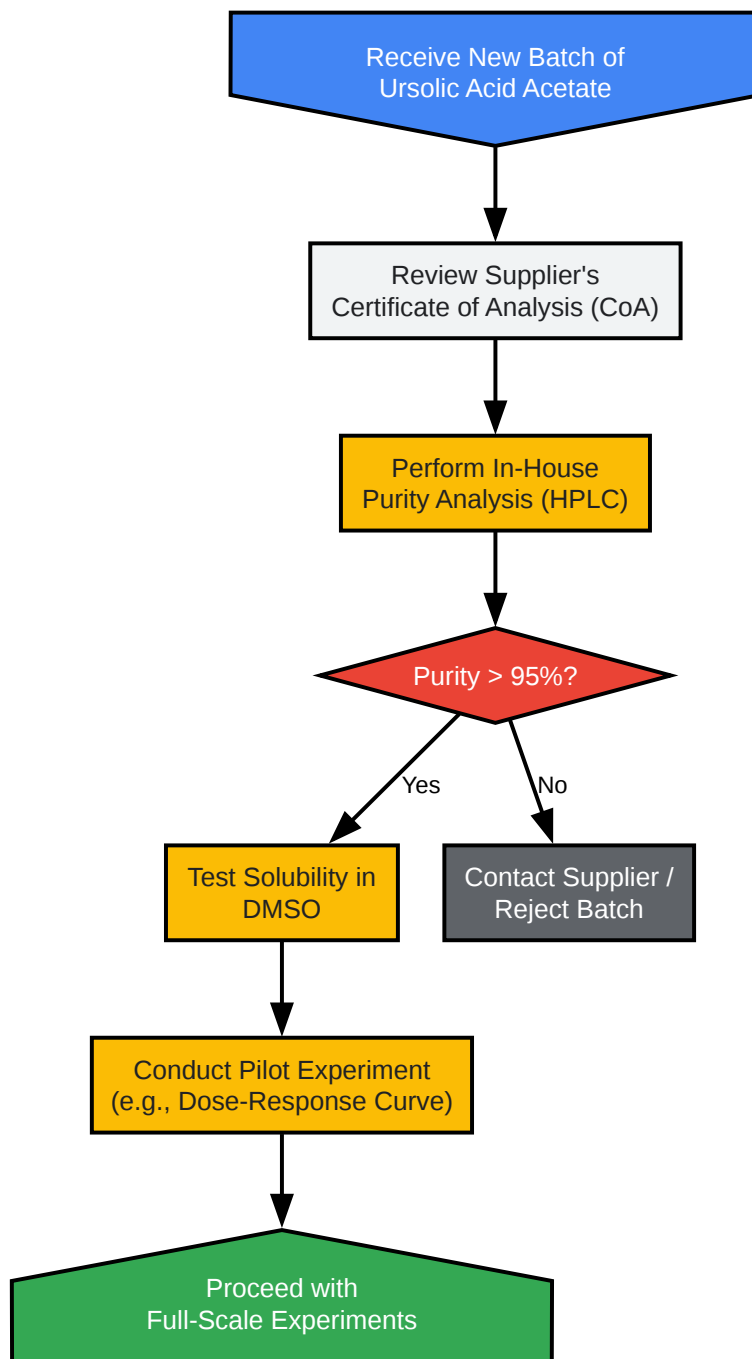 Receive New Batch of
Ursolic Acid Acetate
Review Supplier's
Certificate of Analysis (CoA)
Perform In-House
Purity Analysis (HPLC)
Purity > 95%?
Yes
No
Test Solubility in
DMSO
Contact Supplier /
Reject Batch
Conduct Pilot Experiment
(e.g., Dose-Response Curve)
Proceed with
Full-Scale Experiments